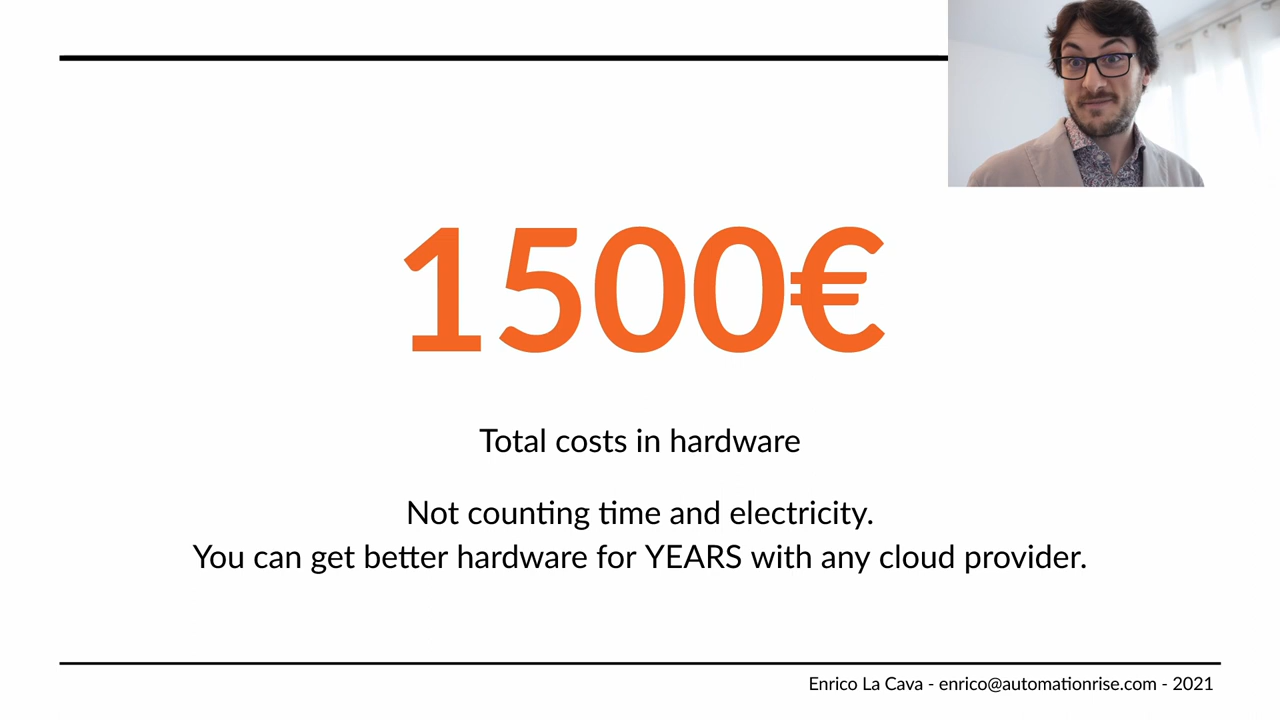 1500€
Total costs in hardware
Not counting time and electricity.
You can get better hardware for YEARS with any cloud provider.
Enrico La Cava - enrico@automationrise.com - 2021